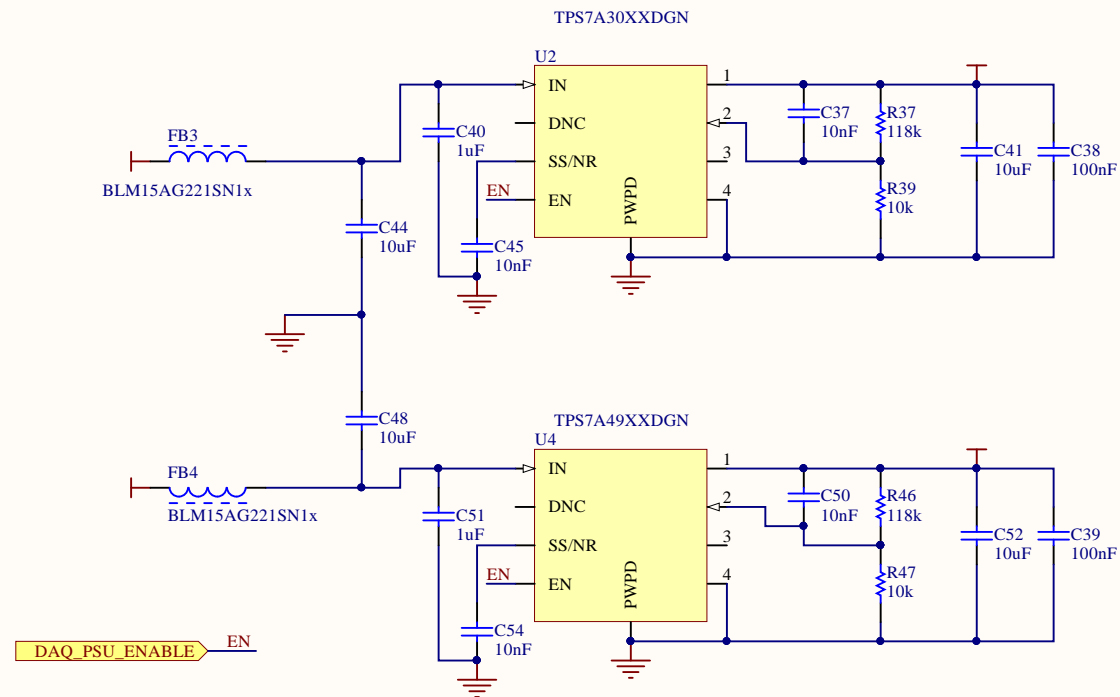 TPS7A30XXDGN
U2
IN
DNC
SS/NR
EN
PWPD
1
2
3
4
EN
FB3
BLM15AG221SN1x
C40
1uF
C44
10uF
C45
10nF
C37
10nF
R37
118k
R39
10k
C41
10uF
C38
100nF
TPS7A49XXDGN
U4
IN
DNC
SS/NR
EN
PWPD
1
2
3
4
EN
C48
10uF
FB4
BLM15AG221SN1x
C51
1uF
C54
10nF
C50
10nF
R46
118k
R47
10k
C52
10uF
C39
100nF
DAQ_PSU_ENABLE
EN